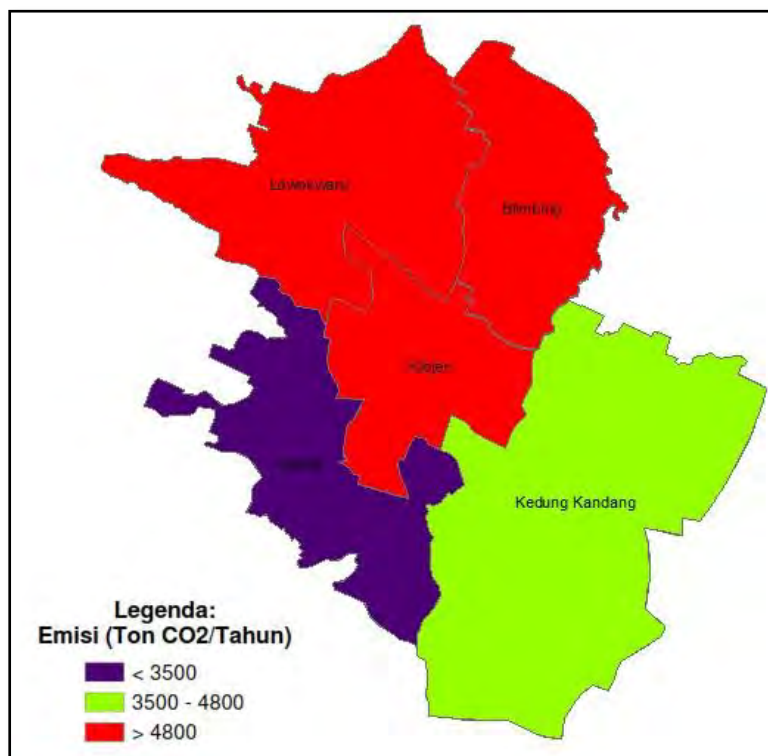 Lowokwaru
Blimbing
Klojen
Kedung Kandang
Legenda:
Emisi (Ton CO2/Tahun)
< 3500
3500 - 4800
> 4800